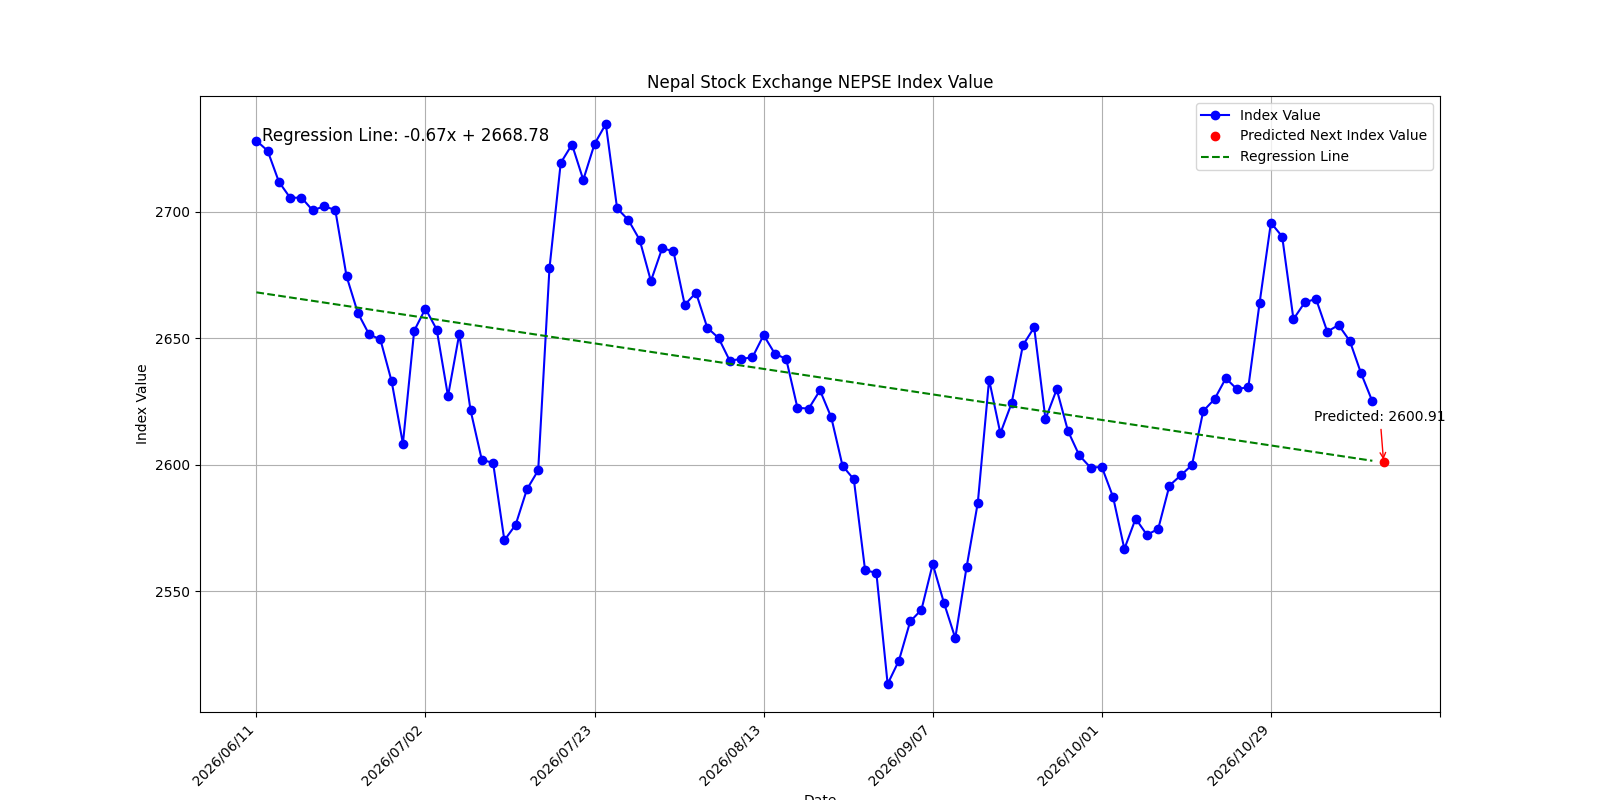 Nepal Stock Exchange NEPSE Index Value
Regression Line: -0.67x + 2668.78
Index Value
Predicted Next Index Value
Regression Line
2700
2650
2600
2550
Index Value
Predicted: 2600.91
2026/06/11
2026/07/02
2026/07/23
2026/08/13
2026/09/07
2026/10/01
2026/10/29
Date